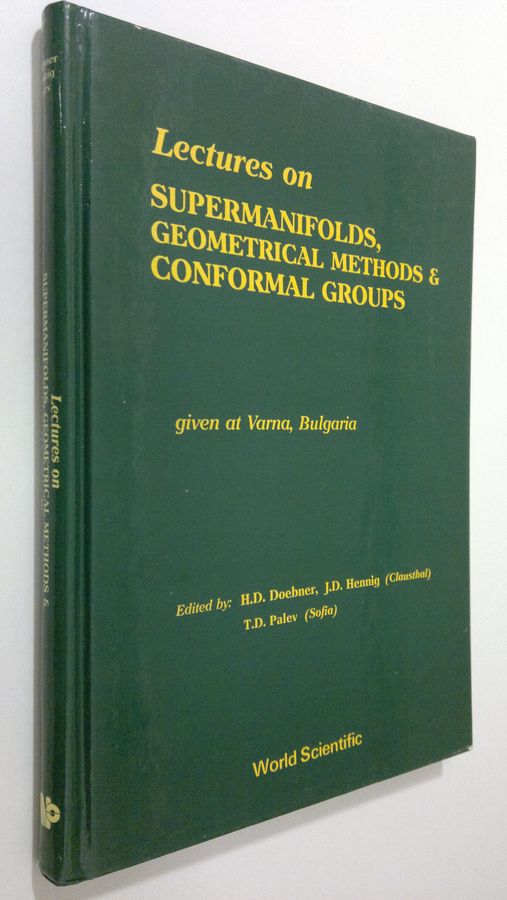 Lectures on
SUPERMANIFOLDS,
GEOMETRICAL METHODS &
CONFORMAL GROUPS
given at Varna, Bulgaria
Edited by: H.D. Doebner, J.D. Hennig (Clausthal)
T.D. Palev (Sofia)
World Scientific
Lectures on
SUPERMANIFOLDS, GEOMETRICAL METHODS &